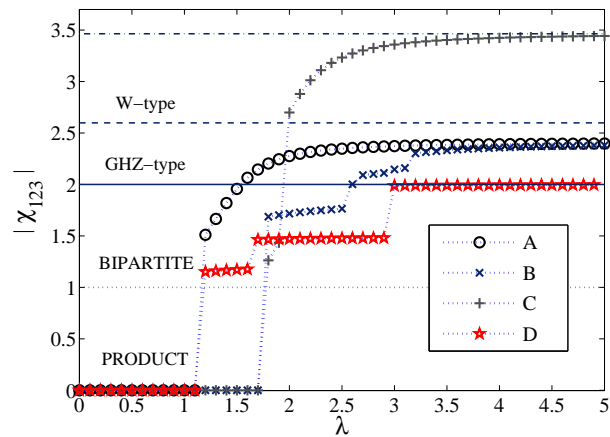 3.5
3
2.5
2
1.5
1
0.5
0
| χ123 |
W−type
GHZ−type
BIPARTITE
PRODUCT
A
B
C
D
0 0.5 1 1.5 2 2.5 3 3.5 4 4.5 5
λ